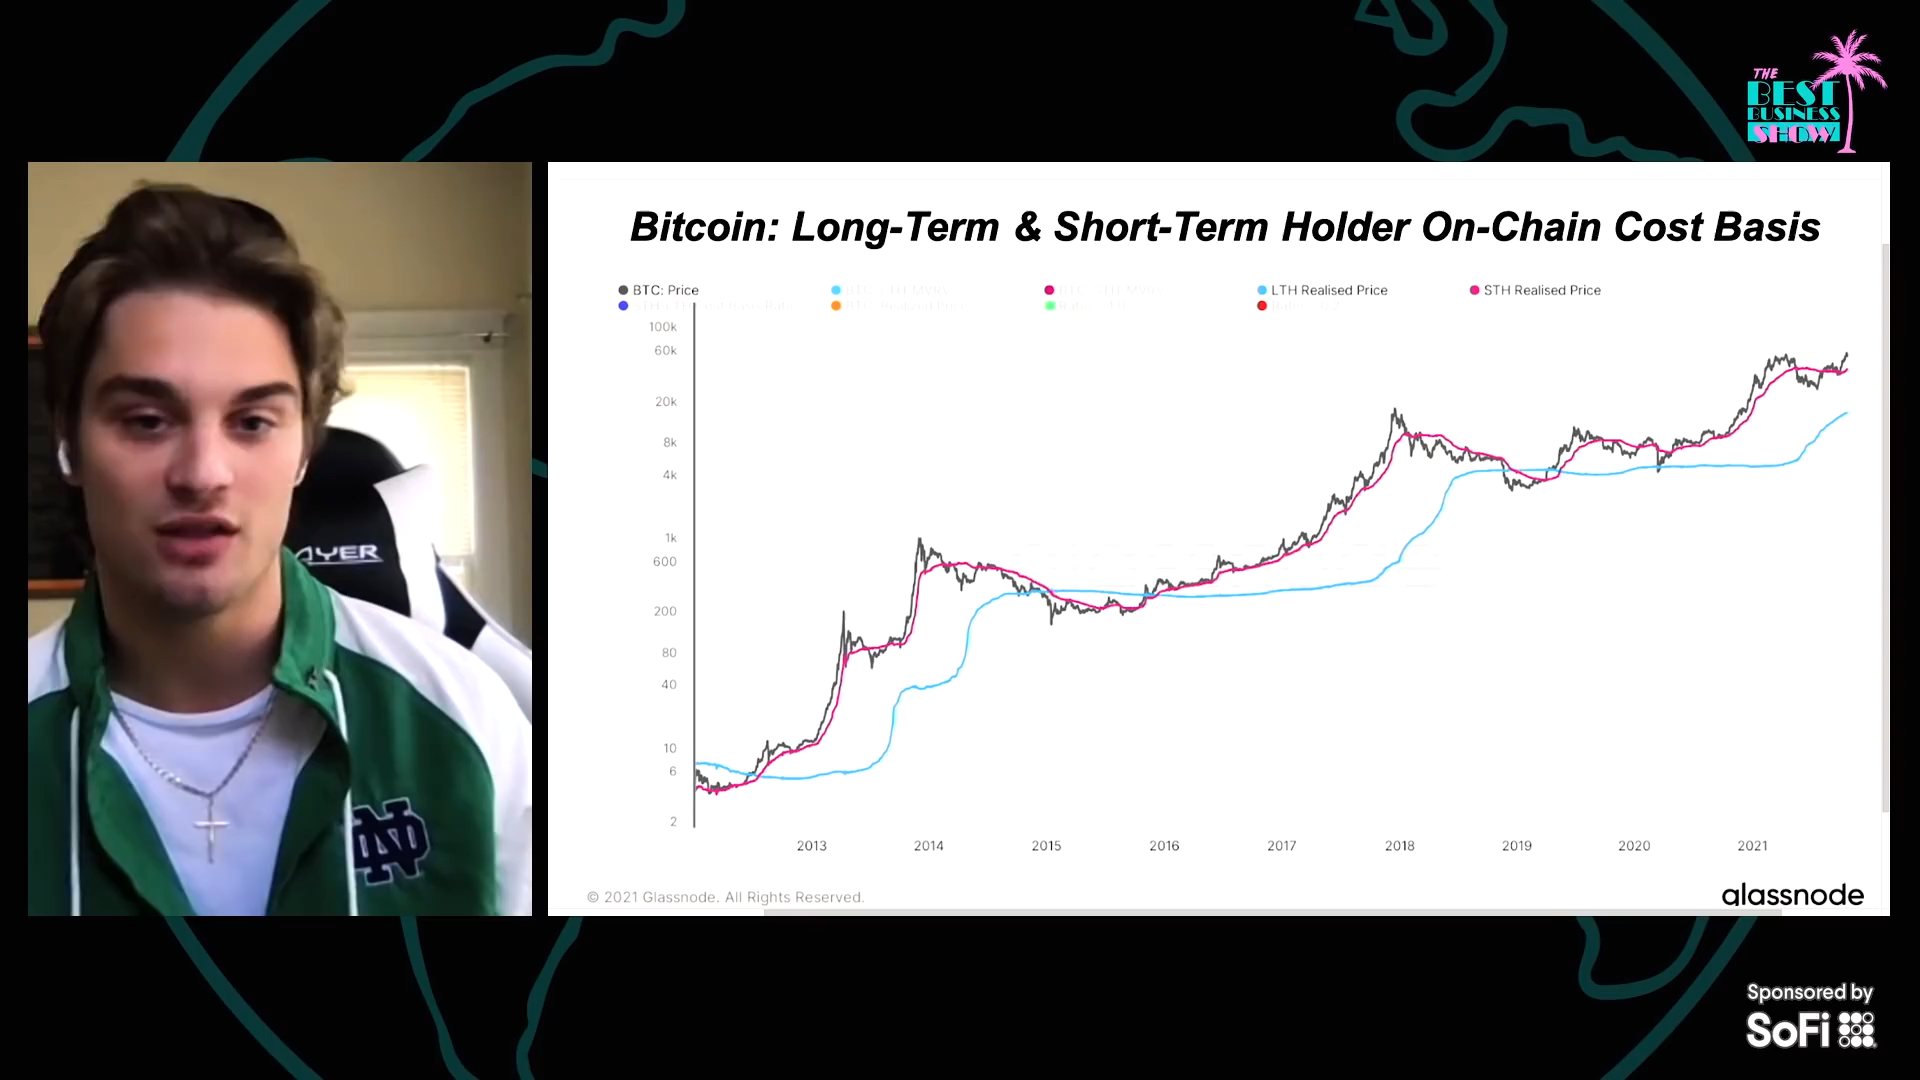 THE
BEST
BUSINESS
SHOW
AYER
ND
Bitcoin: Long-Term & Short-Term Holder On-Chain Cost Basis
BTC: Price LTH Realised Price STH Realised Price
100k
60k
20k
8k
4k
1k
600
200
80
40
10
6
2
2013 2014 2015 2016 2017 2018 2019 2020 2021
© 2021 Glassnode. All Rights Reserved.
glassnode
Sponsored by
SoFi